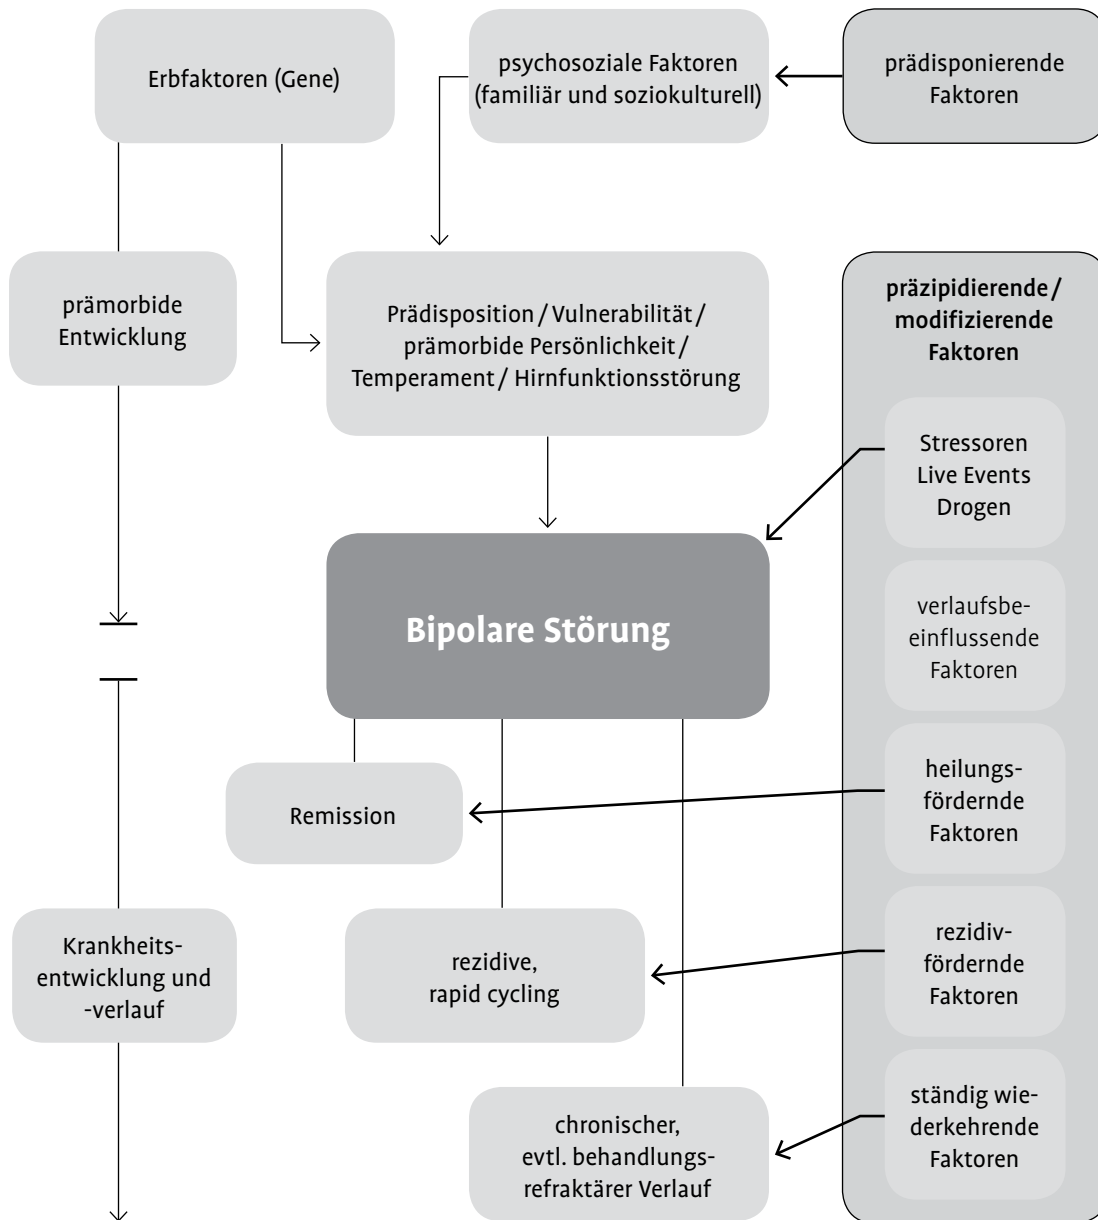 Erbfaktoren (Gene)
psychosoziale Faktoren
(familiär und soziokulturell)
prädisponierende
Faktoren
prämorbide
Entwicklung
Prädisposition / Vulnerabilität /
prämorbide Persönlichkeit /
Temperament / Hirnfunktionsstörung
präzipidierende /
modifizierende
Faktoren
Stressoren
Live Events
Drogen
Bipolare Störung
verlaufsbe-
einflussende
Faktoren
heilungs-
fördernde
Faktoren
Remission
Krankheits-
entwicklung und
-verlauf
rezidive,
rapid cycling
rezidiv-
fördernde
Faktoren
chronischer,
evtl. behandlungs-
refraktärer Verlauf
ständig wie-
derkehrende
Faktoren